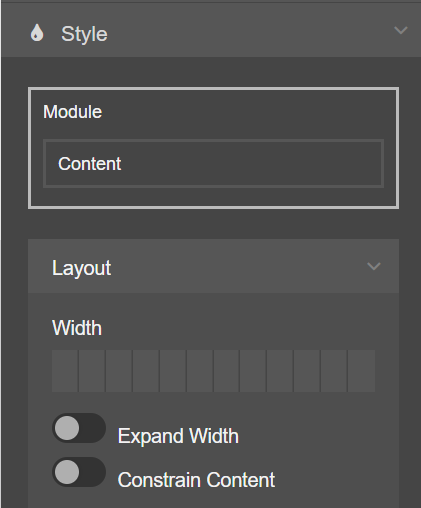 Style
Module
Content
Layout
Width
Expand Width
Constrain Content